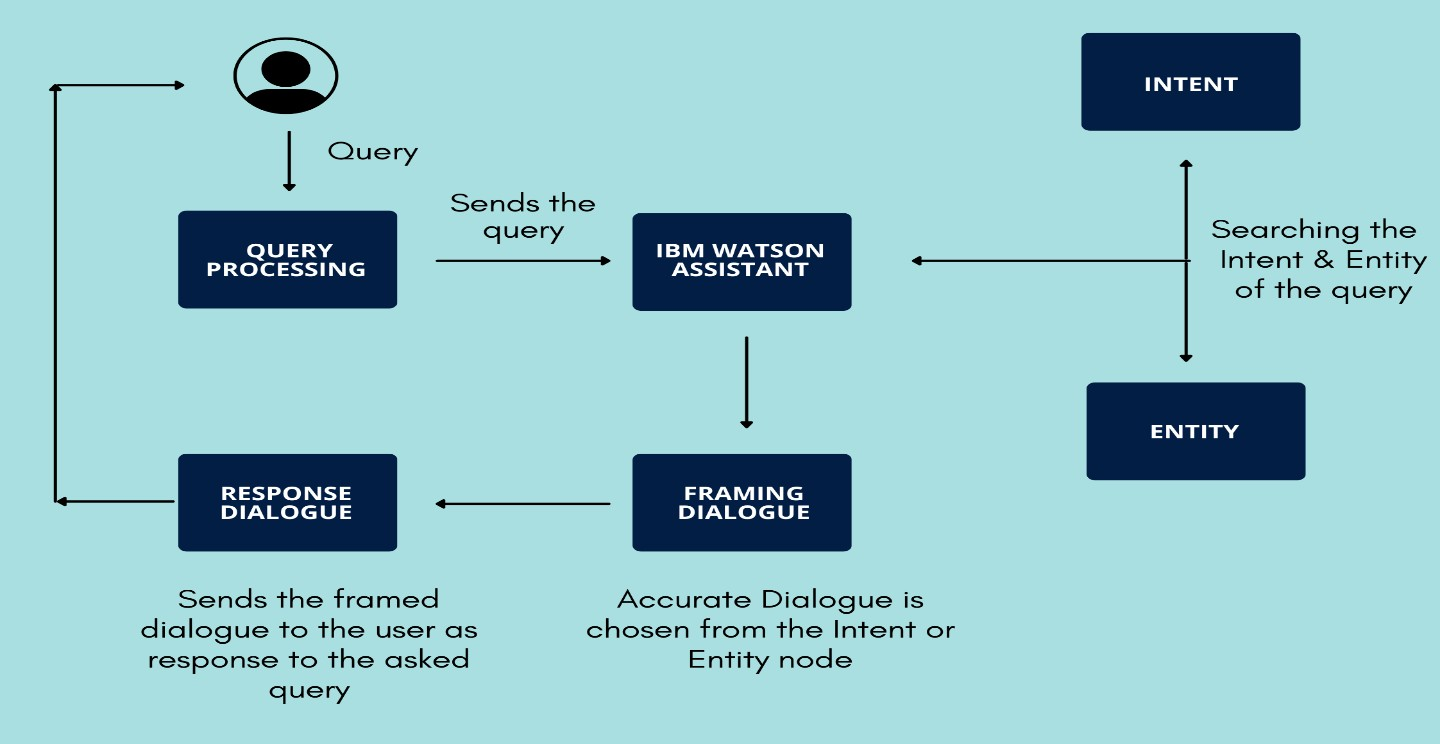 INTENT
Query
Sends the
query
QUERY
PROCESSING
IBM WATSON
ASSISTANT
Searching the
Intent & Entity
of the query
ENTITY
RESPONSE
DIALOGUE
FRAMING
DIALOGUE
Sends the framed
dialogue to the user as
response to the asked
query
Accurate Dialogue is
chosen from the Intent or
Entity node